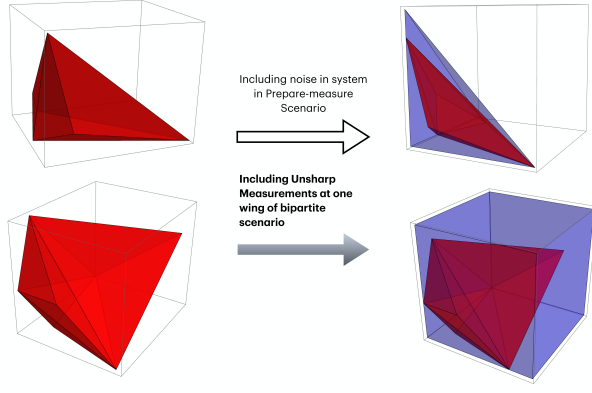 Including noise in system
in Prepare-measure
Scenario
Including Unsharp
Measurements at one
wing of bipartite
scenario